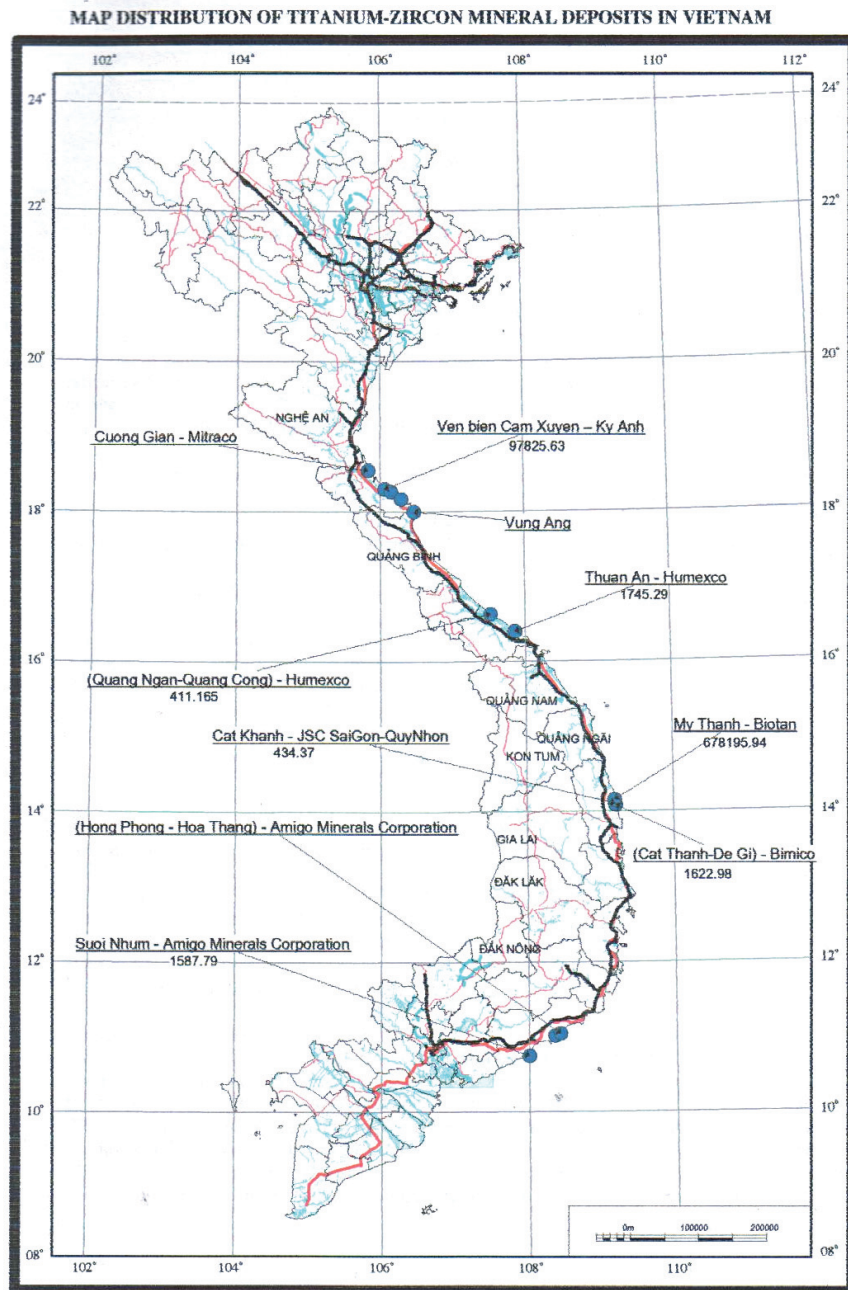 MAP DISTRIBUTION OF TITANIUM-ZIRCON MINERAL DEPOSITS IN VIETNAM
102° 104° 106° 108° 110° 112°
24° 24°
22° 22°
20° 20°
NGHỆ AN
Ven bien Cam Xuyen – Ky Anh
97825.63
Cuong Gian - Mitraco
18° 18°
Vung Ang
QUẢNG BÌNH
Thuan An - Humexco
1745.29
16° 16°
(Quang Ngan-Quang Cong) - Humexco
411.165
QUẢNG NAM
Cat Khanh - JSC SaiGon-QuyNhon
434.37
QUẢNG NGÃI
My Thanh - Biotan
678195.94
KON TUM
14° 14°
(Hong Phong - Hoa Thang) - Amigo Minerals Corporation
GIA LAI
(Cat Thanh-De Gi) - Bimico
1622.98
ĐĂK LĂK
Suoi Nhum - Amigo Minerals Corporation
1587.79
ĐĂK NÔNG
12° 12°
10° 10°
0m 100000 200000
08° 08°
102° 104° 106° 108° 110°